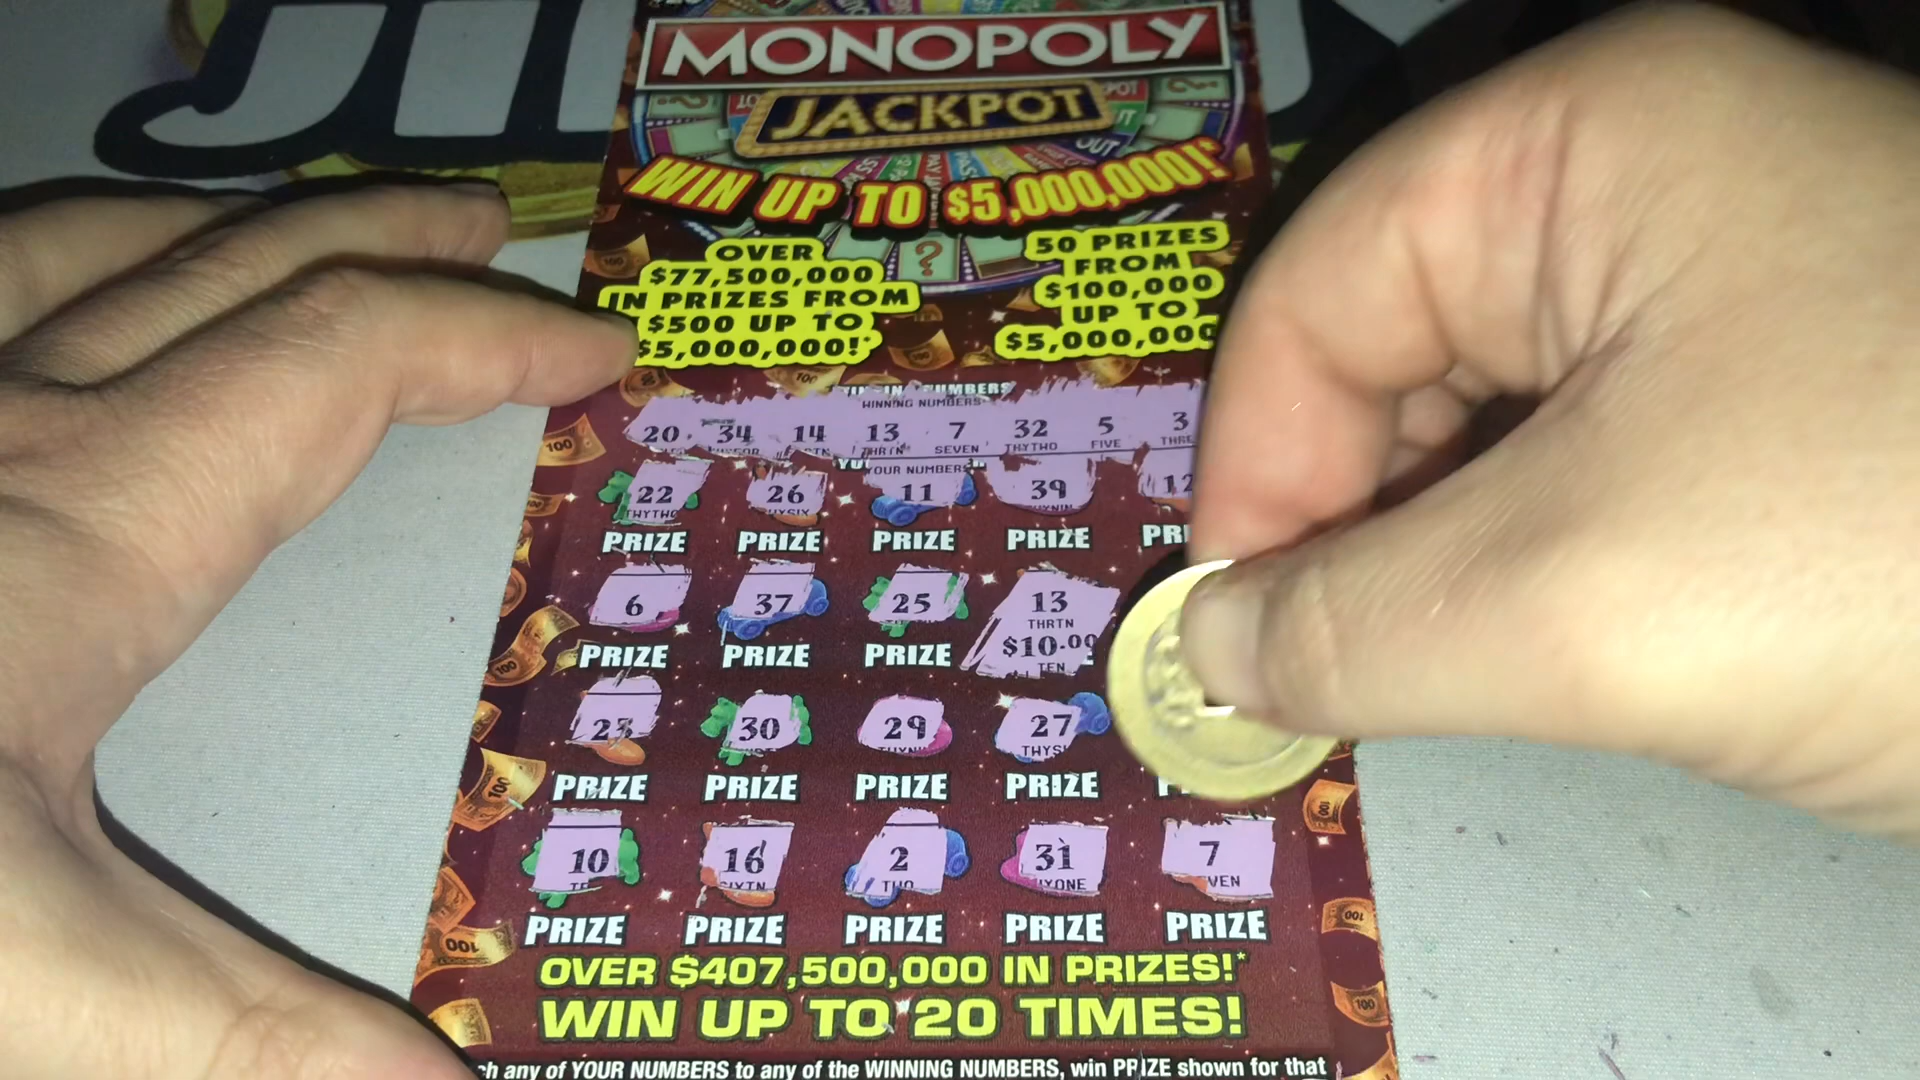 MONOPOLY
JACKPOT
WIN UP TO $5,000,000!*
OVER
$77,500,000
IN PRIZES FROM
$500 UP TO
$5,000,000!*
50 PRIZES
FROM
$100,000
UP TO
$5,000,000
WINNING NUMBERS
20 34 14 13 7 32 5 3
THRTN SEVEN THYTWO FIVE
YOUR NUMBERS
22 26 11 39 12
THYTWO
PRIZE PRIZE PRIZE PRIZE
6 37 25 13
THRTN
$10.00
TEN
PRIZE PRIZE PRIZE
30 29 27
PRIZE PRIZE PRIZE PRIZE
10 16 2 31 7
SIXTN TWO
PRIZE PRIZE PRIZE PRIZE PRIZE
OVER $407,500,000 IN PRIZES!*
WIN UP TO 20 TIMES!
any of YOUR NUMBERS to any of the WINNING NUMBERS, win PRIZE shown for that